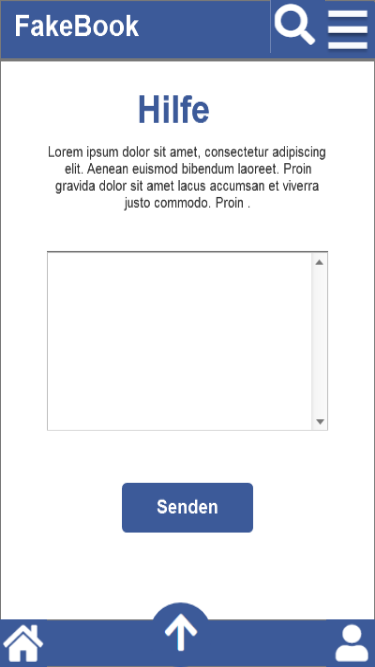 FakeBook
Hilfe
Lorem ipsum dolor sit amet, consectetur adipiscing
elit. Aenean euismod bibendum laoreet. Proin
gravida dolor sit amet lacus accumsan et viverra
justo commodo. Proin .
Senden